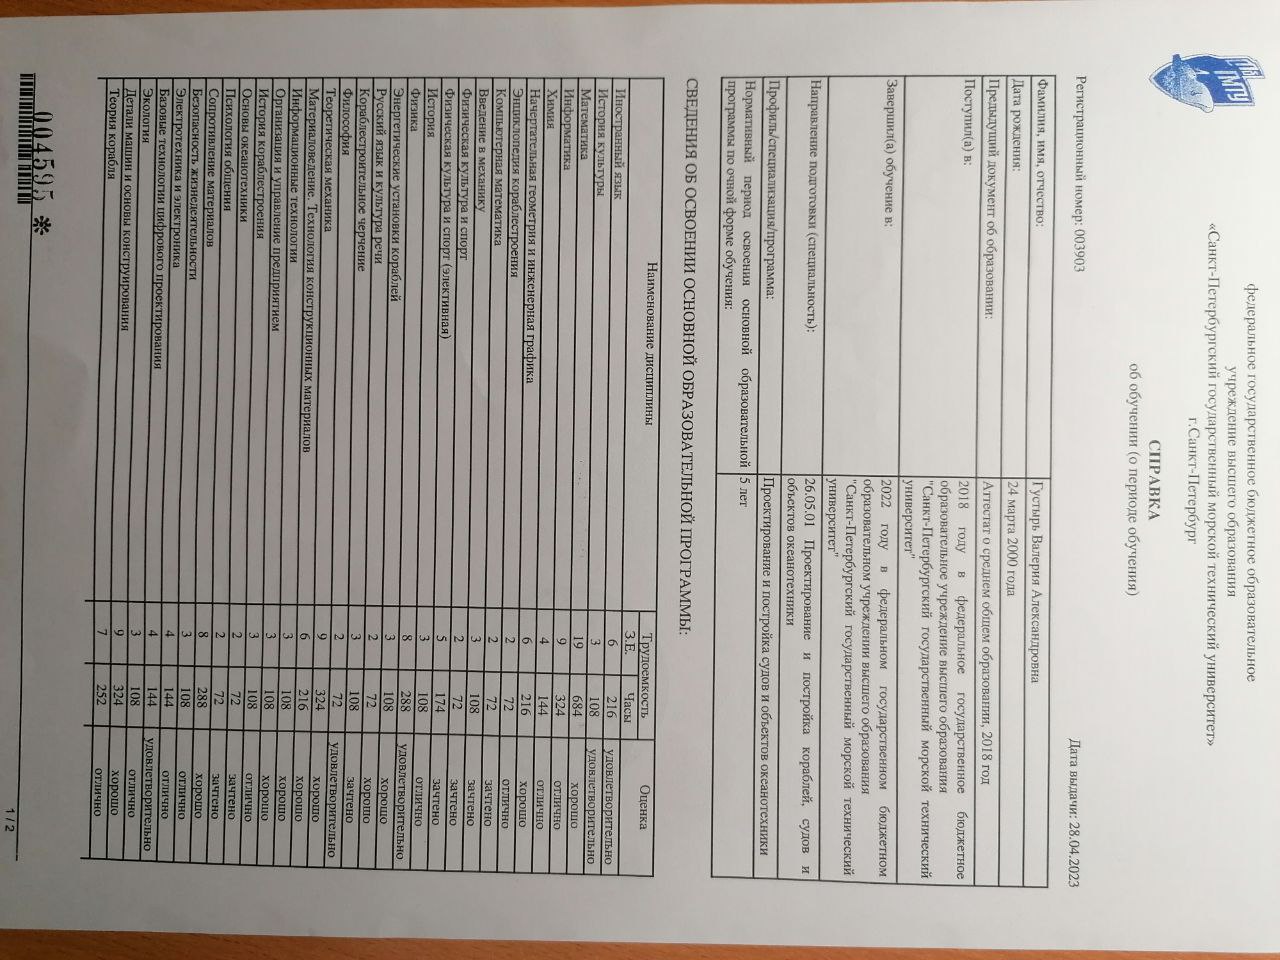 федеральное государственное бюджетное образовательное
учреждение высшего образования
«Санкт-Петербургский государственный морской технический университет»
г.Санкт-Петербург
СПРАВКА
об обучении (о периоде обучения)
Регистрационный номер: 003903 Дата выдачи: 28.04.2023
Фамилия, имя, отчество: Густырь Валерия Александровна
Дата рождения: 24 марта 2000 года
Предыдущий документ об образовании: Аттестат о среднем общем образовании, 2018 год
Поступил(а) в: 2018 году в федеральное государственное бюджетное
образовательное учреждение высшего образования
"Санкт-Петербургский государственный морской технический
университет"
Завершил(а) обучение в: 2022 году в федеральном государственном бюджетном
образовательном учреждении высшего образования
"Санкт-Петербургский государственный морской технический
университет"
Направление подготовки (специальность): 26.05.01 Проектирование и постройка кораблей, судов и
объектов океанотехники
Профиль/специализация/программа: Проектирование и постройка судов и объектов океанотехники
Нормативный период освоения основной образовательной 5 лет
программы по очной форме обучения:
СВЕДЕНИЯ ОБ ОСВОЕНИИ ОСНОВНОЙ ОБРАЗОВАТЕЛЬНОЙ ПРОГРАММЫ:
Наименование дисциплины Трудоемкость Оценка
З.Е. Часы
Иностранный язык 6 216 удовлетворительно
История культуры 3 108 удовлетворительно
Математика 19 684 хорошо
Информатика 9 324 отлично
Химия 4 144 отлично
Начертательная геометрия и инженерная графика 6 216 хорошо
Энциклопедия кораблестроения 2 72 отлично
Компьютерная математика 2 72 зачтено
Введение в механику 3 108 зачтено
Физическая культура и спорт 2 72 зачтено
Физическая культура и спорт (элективная) 5 174 зачтено
История 3 108 отлично
Физика 8 288 удовлетворительно
Энергетические установки кораблей 3 108 хорошо
Русский язык и культура речи 2 72 хорошо
Кораблестроительное черчение 3 108 зачтено
Философия 2 72 удовлетворительно
Теоретическая механика 9 324 хорошо
Материаловедение. Технология конструкционных материалов 6 216 хорошо
Информационные технологии 3 108 хорошо
Организация и управление предприятием 3 108 хорошо
История кораблестроения 3 108 отлично
Основы океанотехники 2 72 зачтено
Психология общения 2 72 зачтено
Сопротивление материалов 8 288 хорошо
Безопасность жизнедеятельности 3 108 отлично
Электротехника и электроника 4 144 отлично
Базовые технологии цифрового проектирования 4 144 удовлетворительно
Экология 3 108 отлично
Детали машин и основы конструирования 9 324 хорошо
Теория корабля 7 252 отлично
004595 *
1 / 2